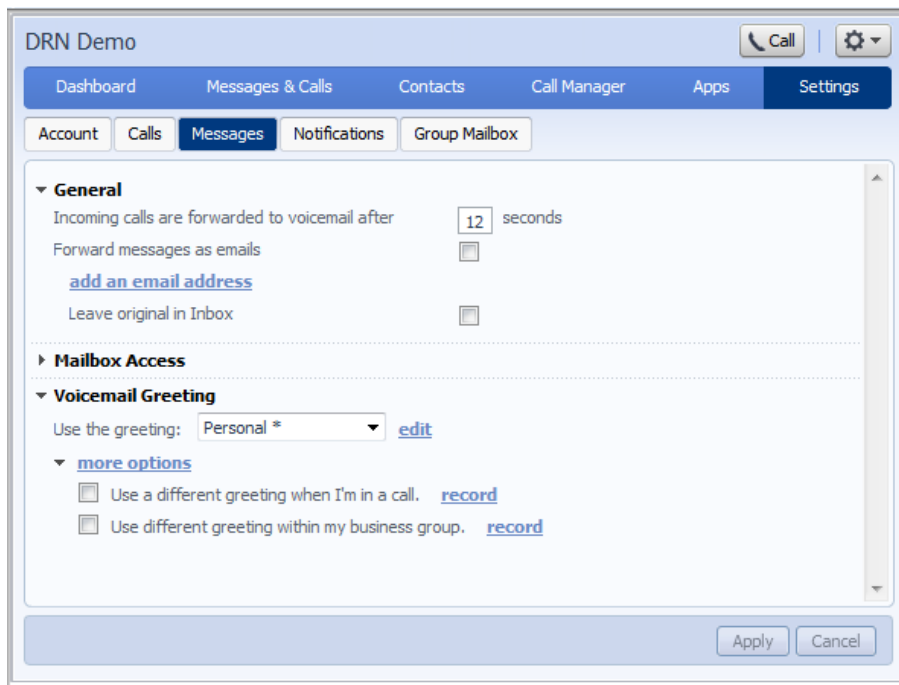 DRN Demo
Call
Dashboard Messages & Calls Contacts Call Manager Apps Settings
Account Calls Messages Notifications Group Mailbox
General
Incoming calls are forwarded to voicemail after 12 seconds
Forward messages as emails
add an email address
Leave original in Inbox
Mailbox Access
Voicemail Greeting
Use the greeting: Personal * edit
more options
Use a different greeting when I'm in a call. record
Use different greeting within my business group. record
Apply Cancel